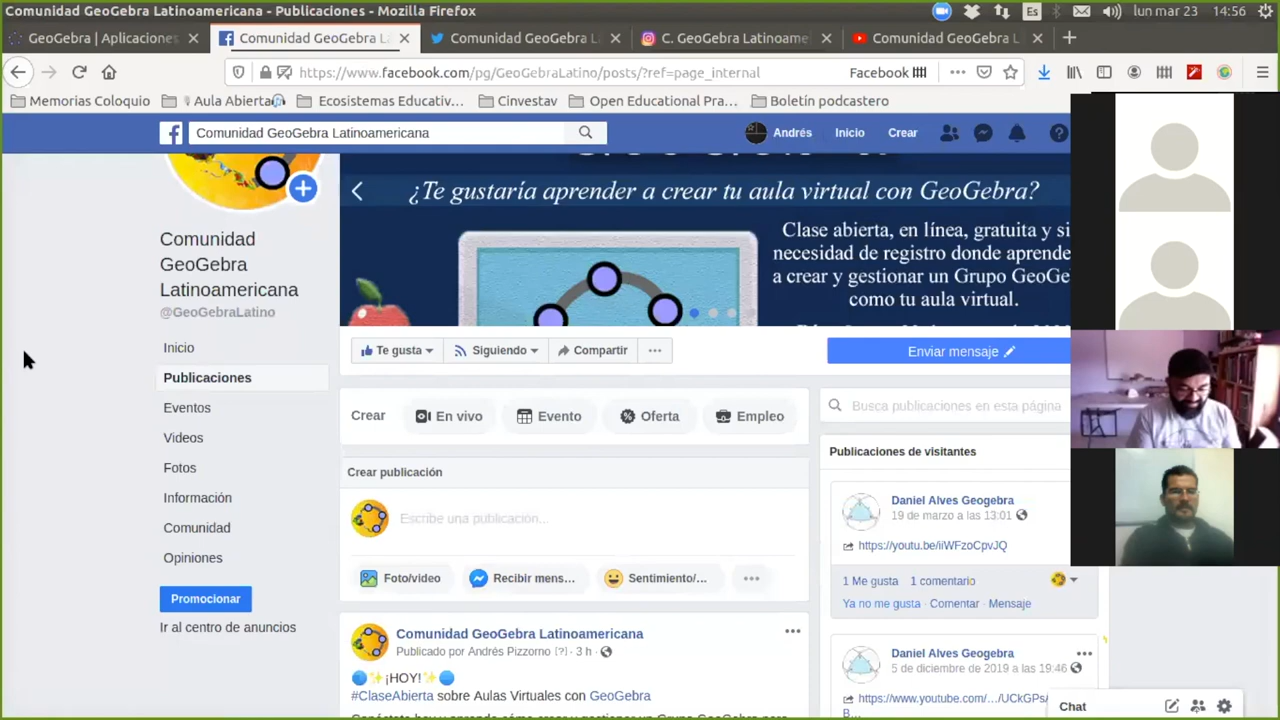 Comunidad GeoGebra Latinoamericana - Publicaciones - Mozilla Firefox
Es
lun mar 23 14:56
GeoGebra | Aplicaciones
Comunidad GeoGebra L
Comunidad GeoGebra L
C. GeoGebra Latinoame
Comunidad GeoGebra L
https://www.facebook.com/pg/GeoGebraLatino/posts/?ref=page_internal
Facebook
Memorias Coloquio
Aula Abierta
Ecosistemas Educativ...
Cinvestav
Open Educational Pra...
Boletín podcastero
Comunidad GeoGebra Latinoamericana
Andrés
Inicio
Crear
¿Te gustaría aprender a crear tu aula virtual con GeoGebra?
Clase abierta, en línea, gratuita y si
necesidad de registro donde aprende
a crear y gestionar un Grupo GeoGe
como tu aula virtual.
Comunidad
GeoGebra
Latinoamericana
@GeoGebraLatino
Inicio
Publicaciones
Eventos
Videos
Fotos
Información
Comunidad
Opiniones
Promocionar
Ir al centro de anuncios
Te gusta
Siguiendo
Compartir
Enviar mensaje
Crear
En vivo
Evento
Oferta
Empleo
Crear publicación
Escribe una publicación...
Foto/video
Recibir mens...
Sentimiento/...
Comunidad GeoGebra Latinoamericana
Publicado por Andrés Pizzorno [?] · 3 h ·
¡HOY!
#ClaseAbierta sobre Aulas Virtuales con GeoGebra
Busca publicaciones en esta página
Publicaciones de visitantes
Daniel Alves Geogebra
19 de marzo a las 13:01
https://youtu.be/iiWFzoCpvJQ
1 Me gusta 1 comentario
Ya no me gusta · Comentar · Mensaje
Daniel Alves Geogebra
5 de diciembre de 2019 a las 19:46
https://www.youtube.com/…/UCkGPs/
B...
Chat